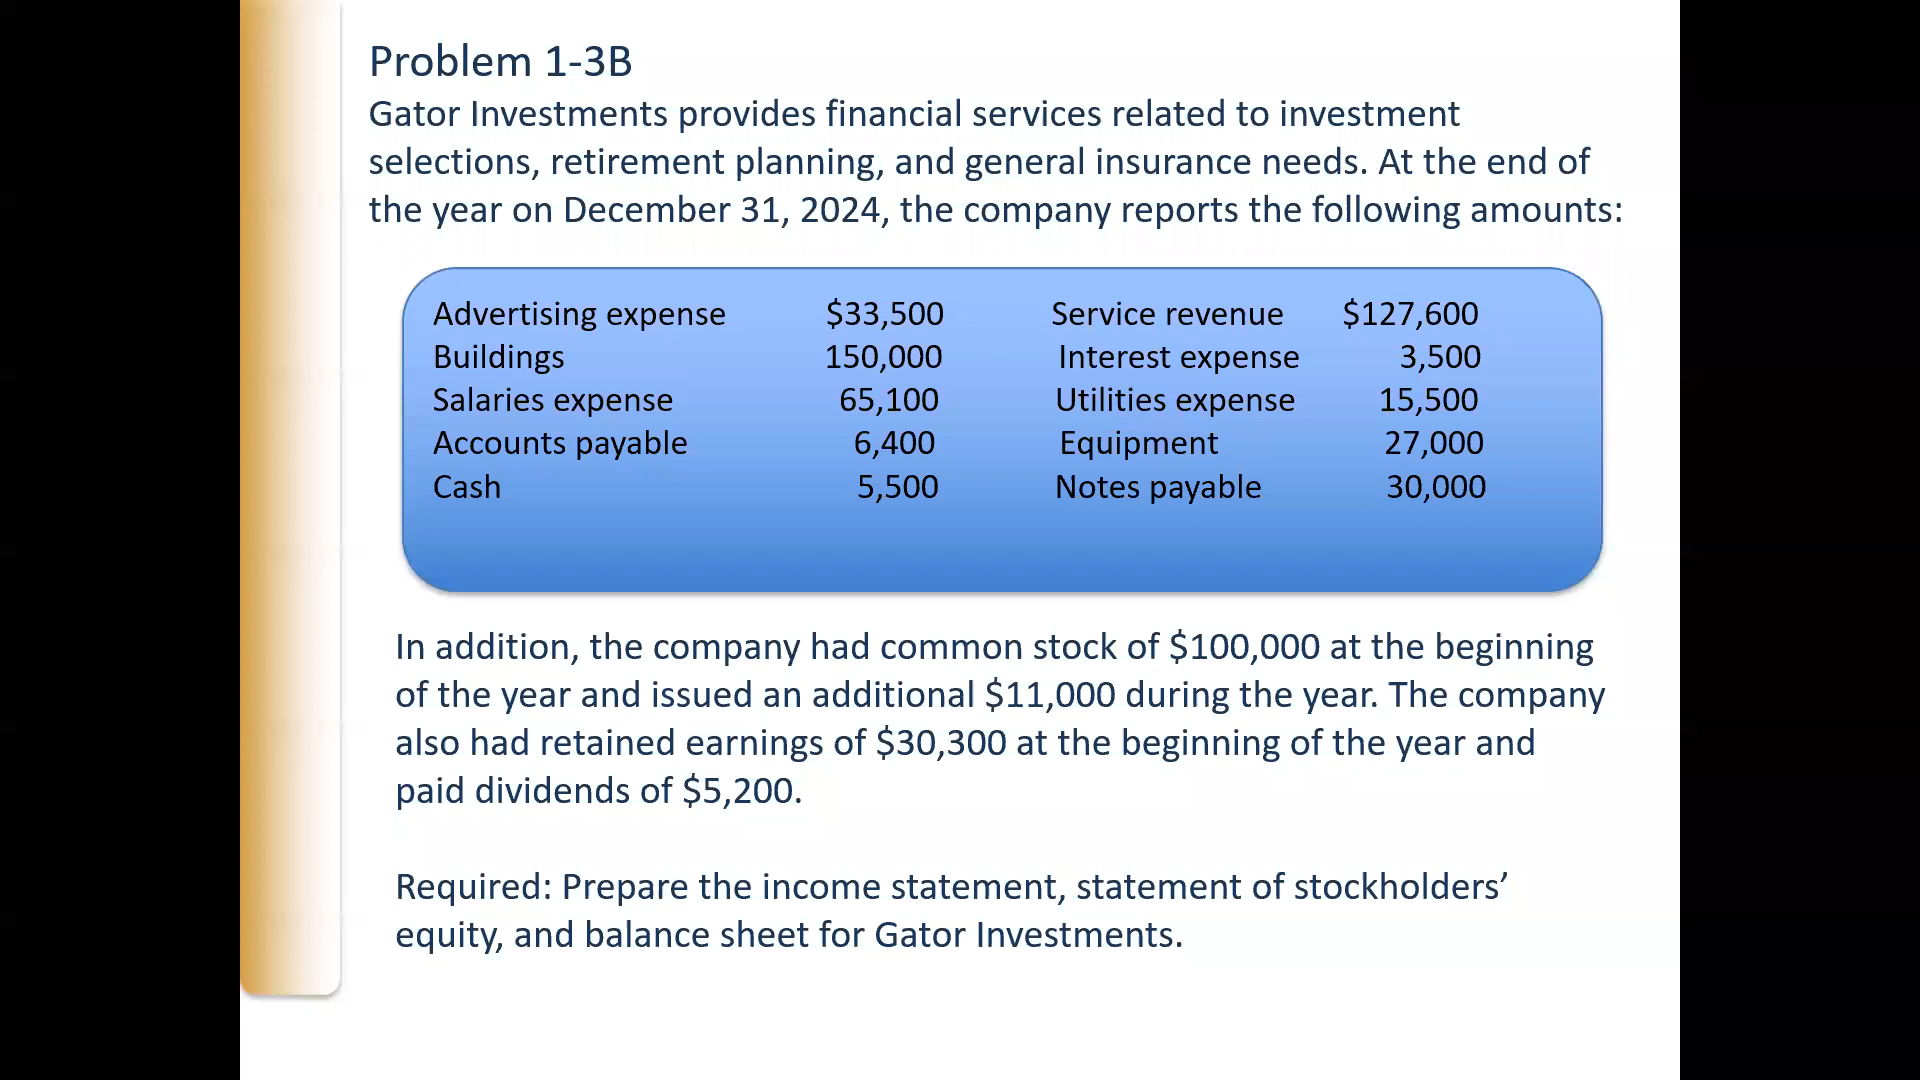 Problem 1-3B
Gator Investments provides financial services related to investment
selections, retirement planning, and general insurance needs. At the end of
the year on December 31, 2024, the company reports the following amounts:
Advertising expense $33,500 Service revenue $127,600
Buildings 150,000 Interest expense 3,500
Salaries expense 65,100 Utilities expense 15,500
Accounts payable 6,400 Equipment 27,000
Cash 5,500 Notes payable 30,000
In addition, the company had common stock of $100,000 at the beginning
of the year and issued an additional $11,000 during the year. The company
also had retained earnings of $30,300 at the beginning of the year and
paid dividends of $5,200.
Required: Prepare the income statement, statement of stockholders’
equity, and balance sheet for Gator Investments.